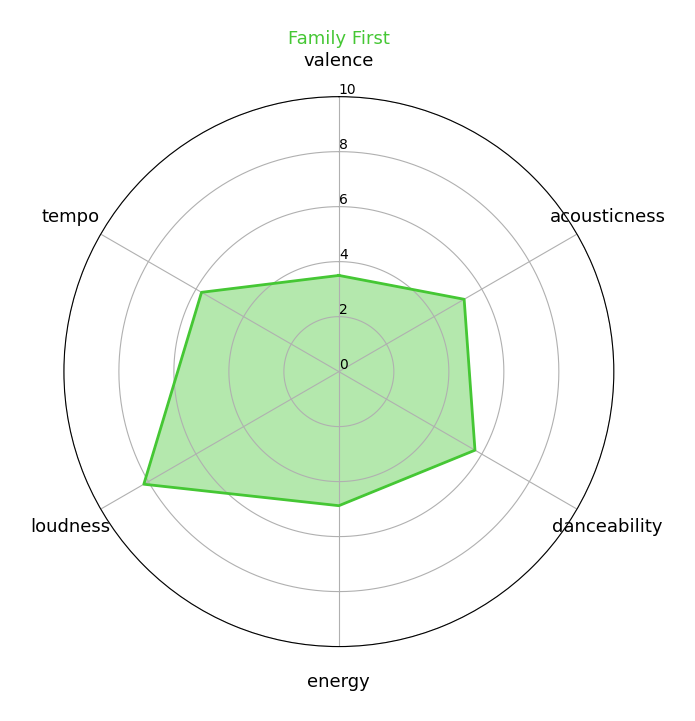 Family First
valence
10
8
tempo
acousticness
6
4
2
0
loudness
danceability
energy